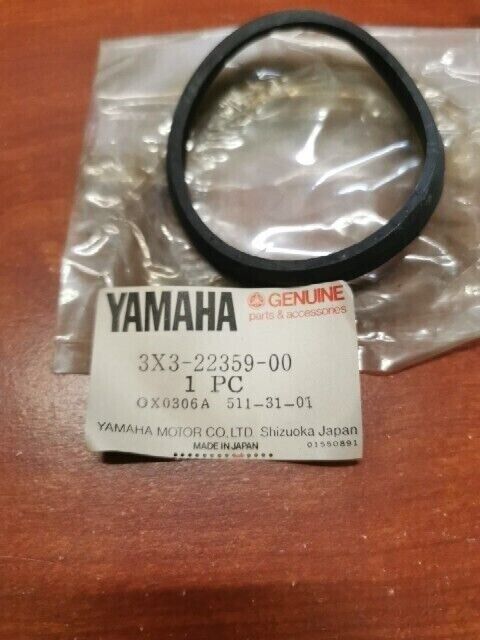 YAMAHA GENUINE
parts & accessories
3X3-22359-00
1 PC
OX0306A 511-31-01
YAMAHA MOTOR CO., LTD. Shizuoka Japan
MADE IN JAPAN 01550891